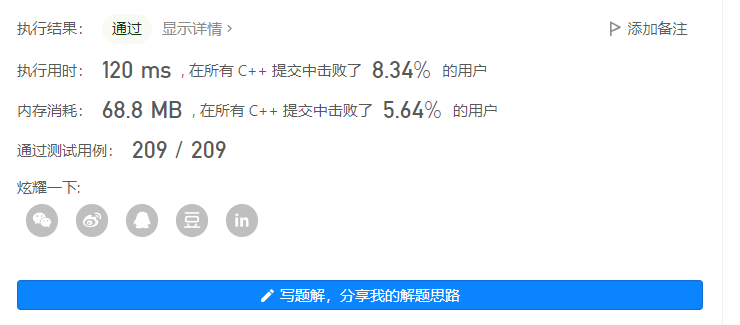 执行结果： 通过 显示详情 › 添加备注
执行用时： 120 ms , 在所有 C++ 提交中击败了 8.34% 的用户
内存消耗： 68.8 MB , 在所有 C++ 提交中击败了 5.64% 的用户
通过测试用例： 209 / 209
炫耀一下:
豆 in
写题解，分享我的解题思路